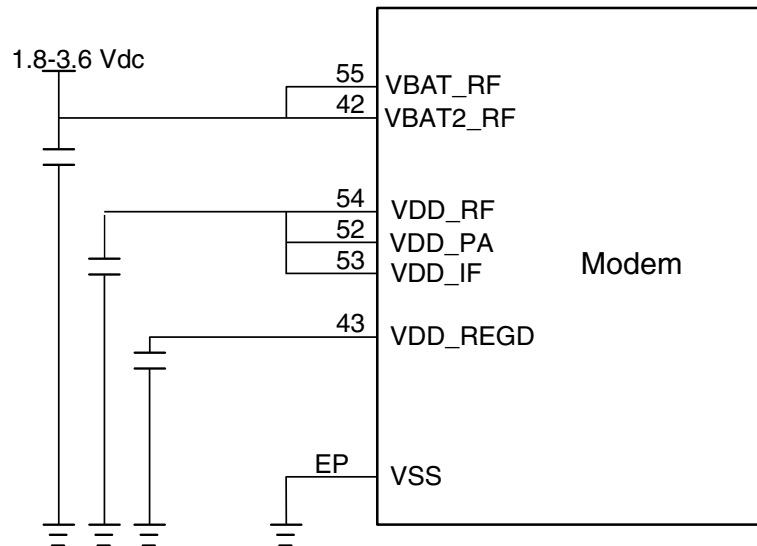 1.8-3.6 Vdc
55 VBAT_RF
42 VBAT2_RF
54 VDD_RF
52 VDD_PA
53 VDD_IF
Modem
43 VDD_REGD
EP VSS